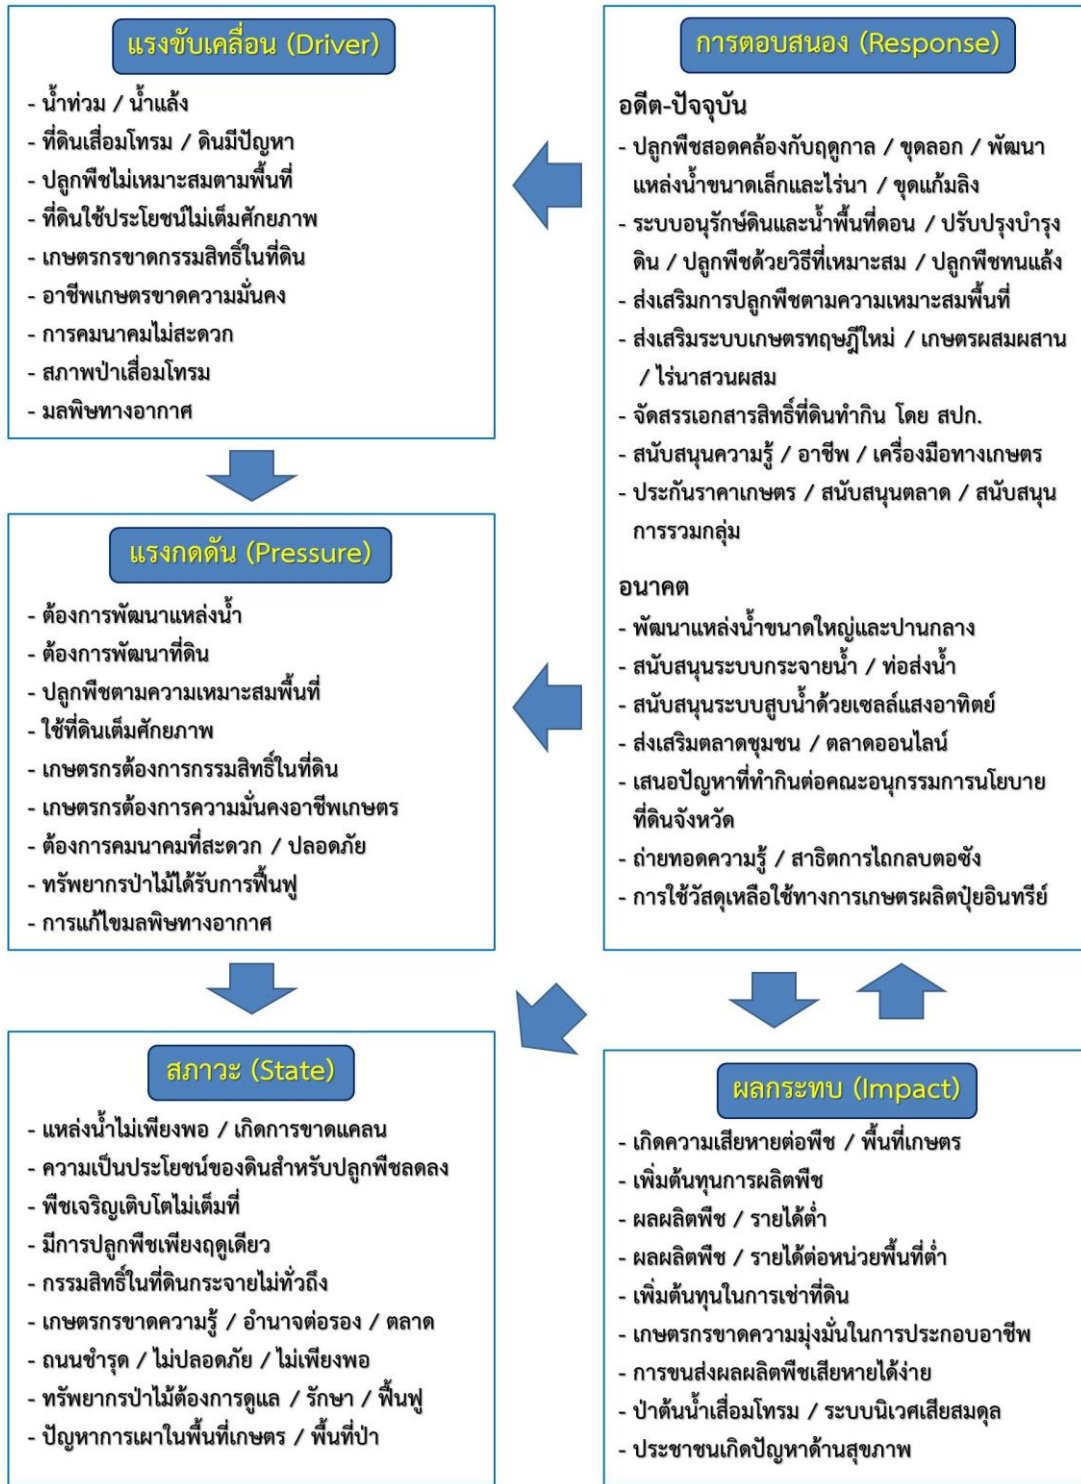 แรงขับเคลื่อน (Driver)
- น้ำท่วม / น้ำแล้ง
- ที่ดินเสื่อมโทรม / ดินมีปัญหา
- ปลูกพืชไม่เหมาะสมตามพื้นที่
- ที่ดินใช้ประโยชน์ไม่เต็มศักยภาพ
- เกษตรกรขาดกรรมสิทธิ์ในที่ดิน
- อาชีพเกษตรขาดความมั่นคง
- การคมนาคมไม่สะดวก
- สภาพป่าเสื่อมโทรม
- มลพิษทางอากาศ
แรงกดดัน (Pressure)
- ต้องการพัฒนาแหล่งน้ำ
- ต้องการพัฒนาที่ดิน
- ปลูกพืชตามความเหมาะสมพื้นที่
- ใช้ที่ดินเต็มศักยภาพ
- เกษตรกรต้องการกรรมสิทธิ์ในที่ดิน
- เกษตรกรต้องการความมั่นคงอาชีพเกษตร
- ต้องการคมนาคมที่สะดวก / ปลอดภัย
- ทรัพยากรป่าไม้ได้รับการฟื้นฟู
- การแก้ไขมลพิษทางอากาศ
สภาวะ (State)
- แหล่งน้ำไม่เพียงพอ / เกิดการขาดแคลน
- ความเป็นประโยชน์ของดินสำหรับปลูกพืชลดลง
- พืชเจริญเติบโตไม่เต็มที่
- มีการปลูกพืชเพียงฤดูเดียว
- กรรมสิทธิ์ในที่ดินกระจายไม่ทั่วถึง
- เกษตรกรขาดความรู้ / อำนาจต่อรอง / ตลาด
- ถนนชำรุด / ไม่ปลอดภัย / ไม่เพียงพอ
- ทรัพยากรป่าไม้ต้องการดูแล / รักษา / ฟื้นฟู
- ปัญหาการเผาในพื้นที่เกษตร / พื้นที่ป่า
การตอบสนอง (Response)
อดีต-ปัจจุบัน
- ปลูกพืชสอดคล้องกับฤดูกาล / ขุดลอก / พัฒนา
แหล่งน้ำขนาดเล็กและไร่นา / ขุดแก้มลิง
- ระบบอนุรักษ์ดินและน้ำพื้นที่ดอน / ปรับปรุงบำรุง
ดิน / ปลูกพืชด้วยวิธีที่เหมาะสม / ปลูกพืชทนแล้ง
- ส่งเสริมการปลูกพืชตามความเหมาะสมพื้นที่
- ส่งเสริมระบบเกษตรทฤษฎีใหม่ / เกษตรผสมผสาน
/ ไร่นาสวนผสม
- จัดสรรเอกสารสิทธิ์ที่ดินทำกิน โดย สปก.
- สนับสนุนความรู้ / อาชีพ / เครื่องมือทางเกษตร
- ประกันราคาเกษตร / สนับสนุนตลาด / สนับสนุน
การรวมกลุ่ม
อนาคต
- พัฒนาแหล่งน้ำขนาดใหญ่และปานกลาง
- สนับสนุนระบบกระจายน้ำ / ท่อส่งน้ำ
- สนับสนุนระบบสูบน้ำด้วยเซลล์แสงอาทิตย์
- ส่งเสริมตลาดชุมชน / ตลาดออนไลน์
- เสนอปัญหาที่ทำกินต่อคณะอนุกรรมการนโยบาย
ที่ดินจังหวัด
- ถ่ายทอดความรู้ / สาธิตการไถกลบตอซัง
- การใช้วัสดุเหลือใช้ทางการเกษตรผลิตปุ๋ยอินทรีย์
ผลกระทบ (Impact)
- เกิดความเสียหายต่อพืช / พื้นที่เกษตร
- เพิ่มต้นทุนการผลิตพืช
- ผลผลิตพืช / รายได้ต่ำ
- ผลผลิตพืช / รายได้ต่อหน่วยพื้นที่ต่ำ
- เพิ่มต้นทุนในการเช่าที่ดิน
- เกษตรกรขาดความมุ่งมั่นในการประกอบอาชีพ
- การขนส่งผลผลิตพืชเสียหายได้ง่าย
- ป่าต้นน้ำเสื่อมโทรม / ระบบนิเวศเสียสมดุล
- ประชาชนเกิดปัญหาด้านสุขภาพ